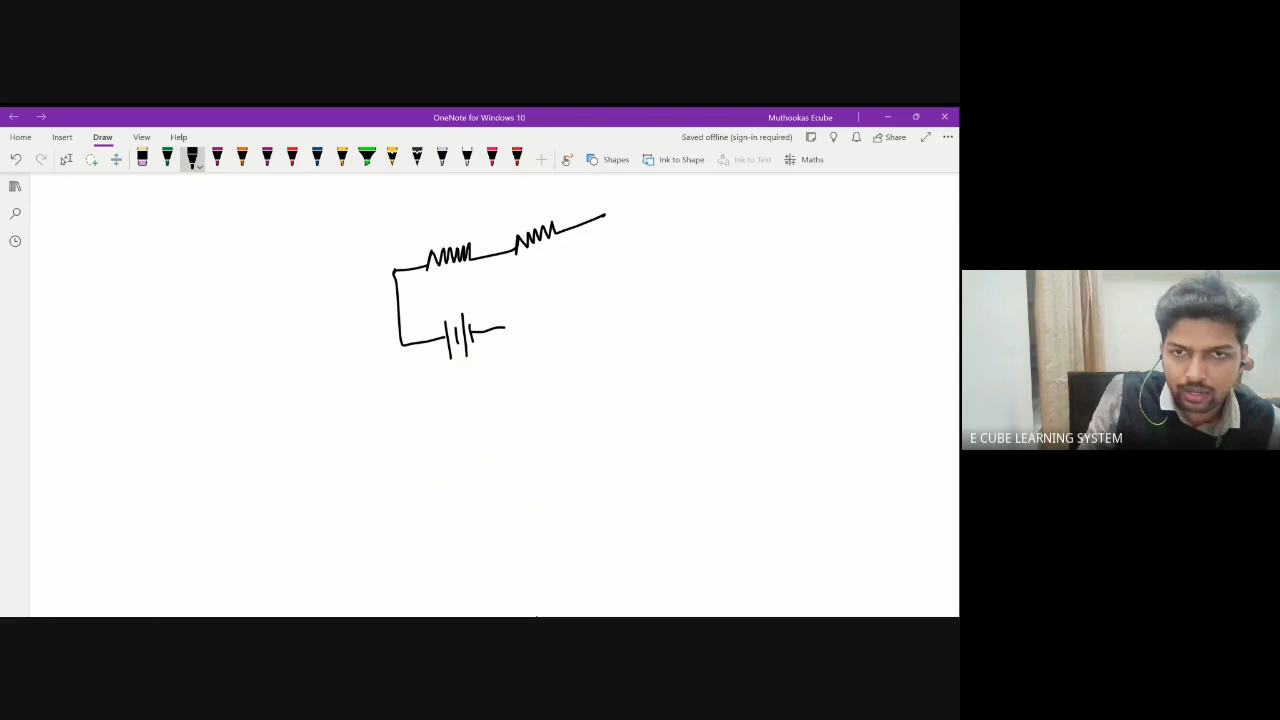 OneNote for Windows 10
Muthookas Ecube
Home Insert Draw View Help
Saved offline (sign-in required)
Share
Shapes
Ink to Shape
Ink to Text
Maths
E CUBE LEARNING SYSTEM